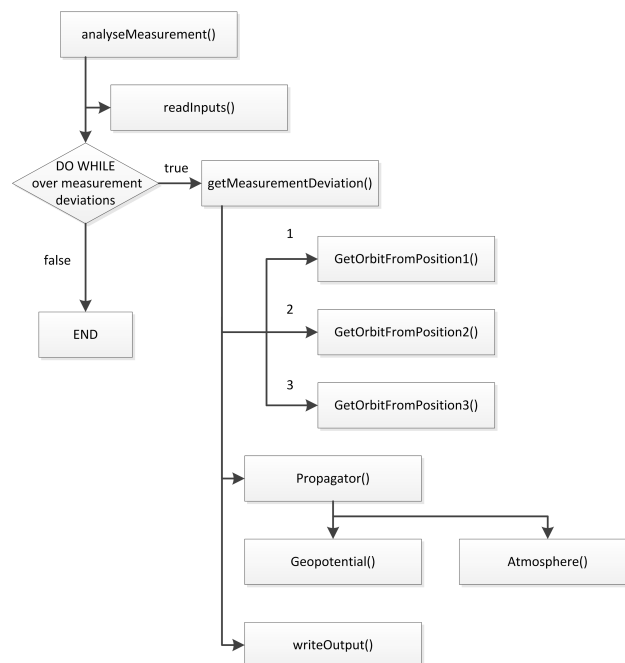 analyseMeasurement()
readInputs()
DO WHILE
over measurement
deviations
true
getMeasurementDeviation()
false
END
1
GetOrbitFromPosition1()
2
GetOrbitFromPosition2()
3
GetOrbitFromPosition3()
Propagator()
Geopotential()
Atmosphere()
writeOutput()